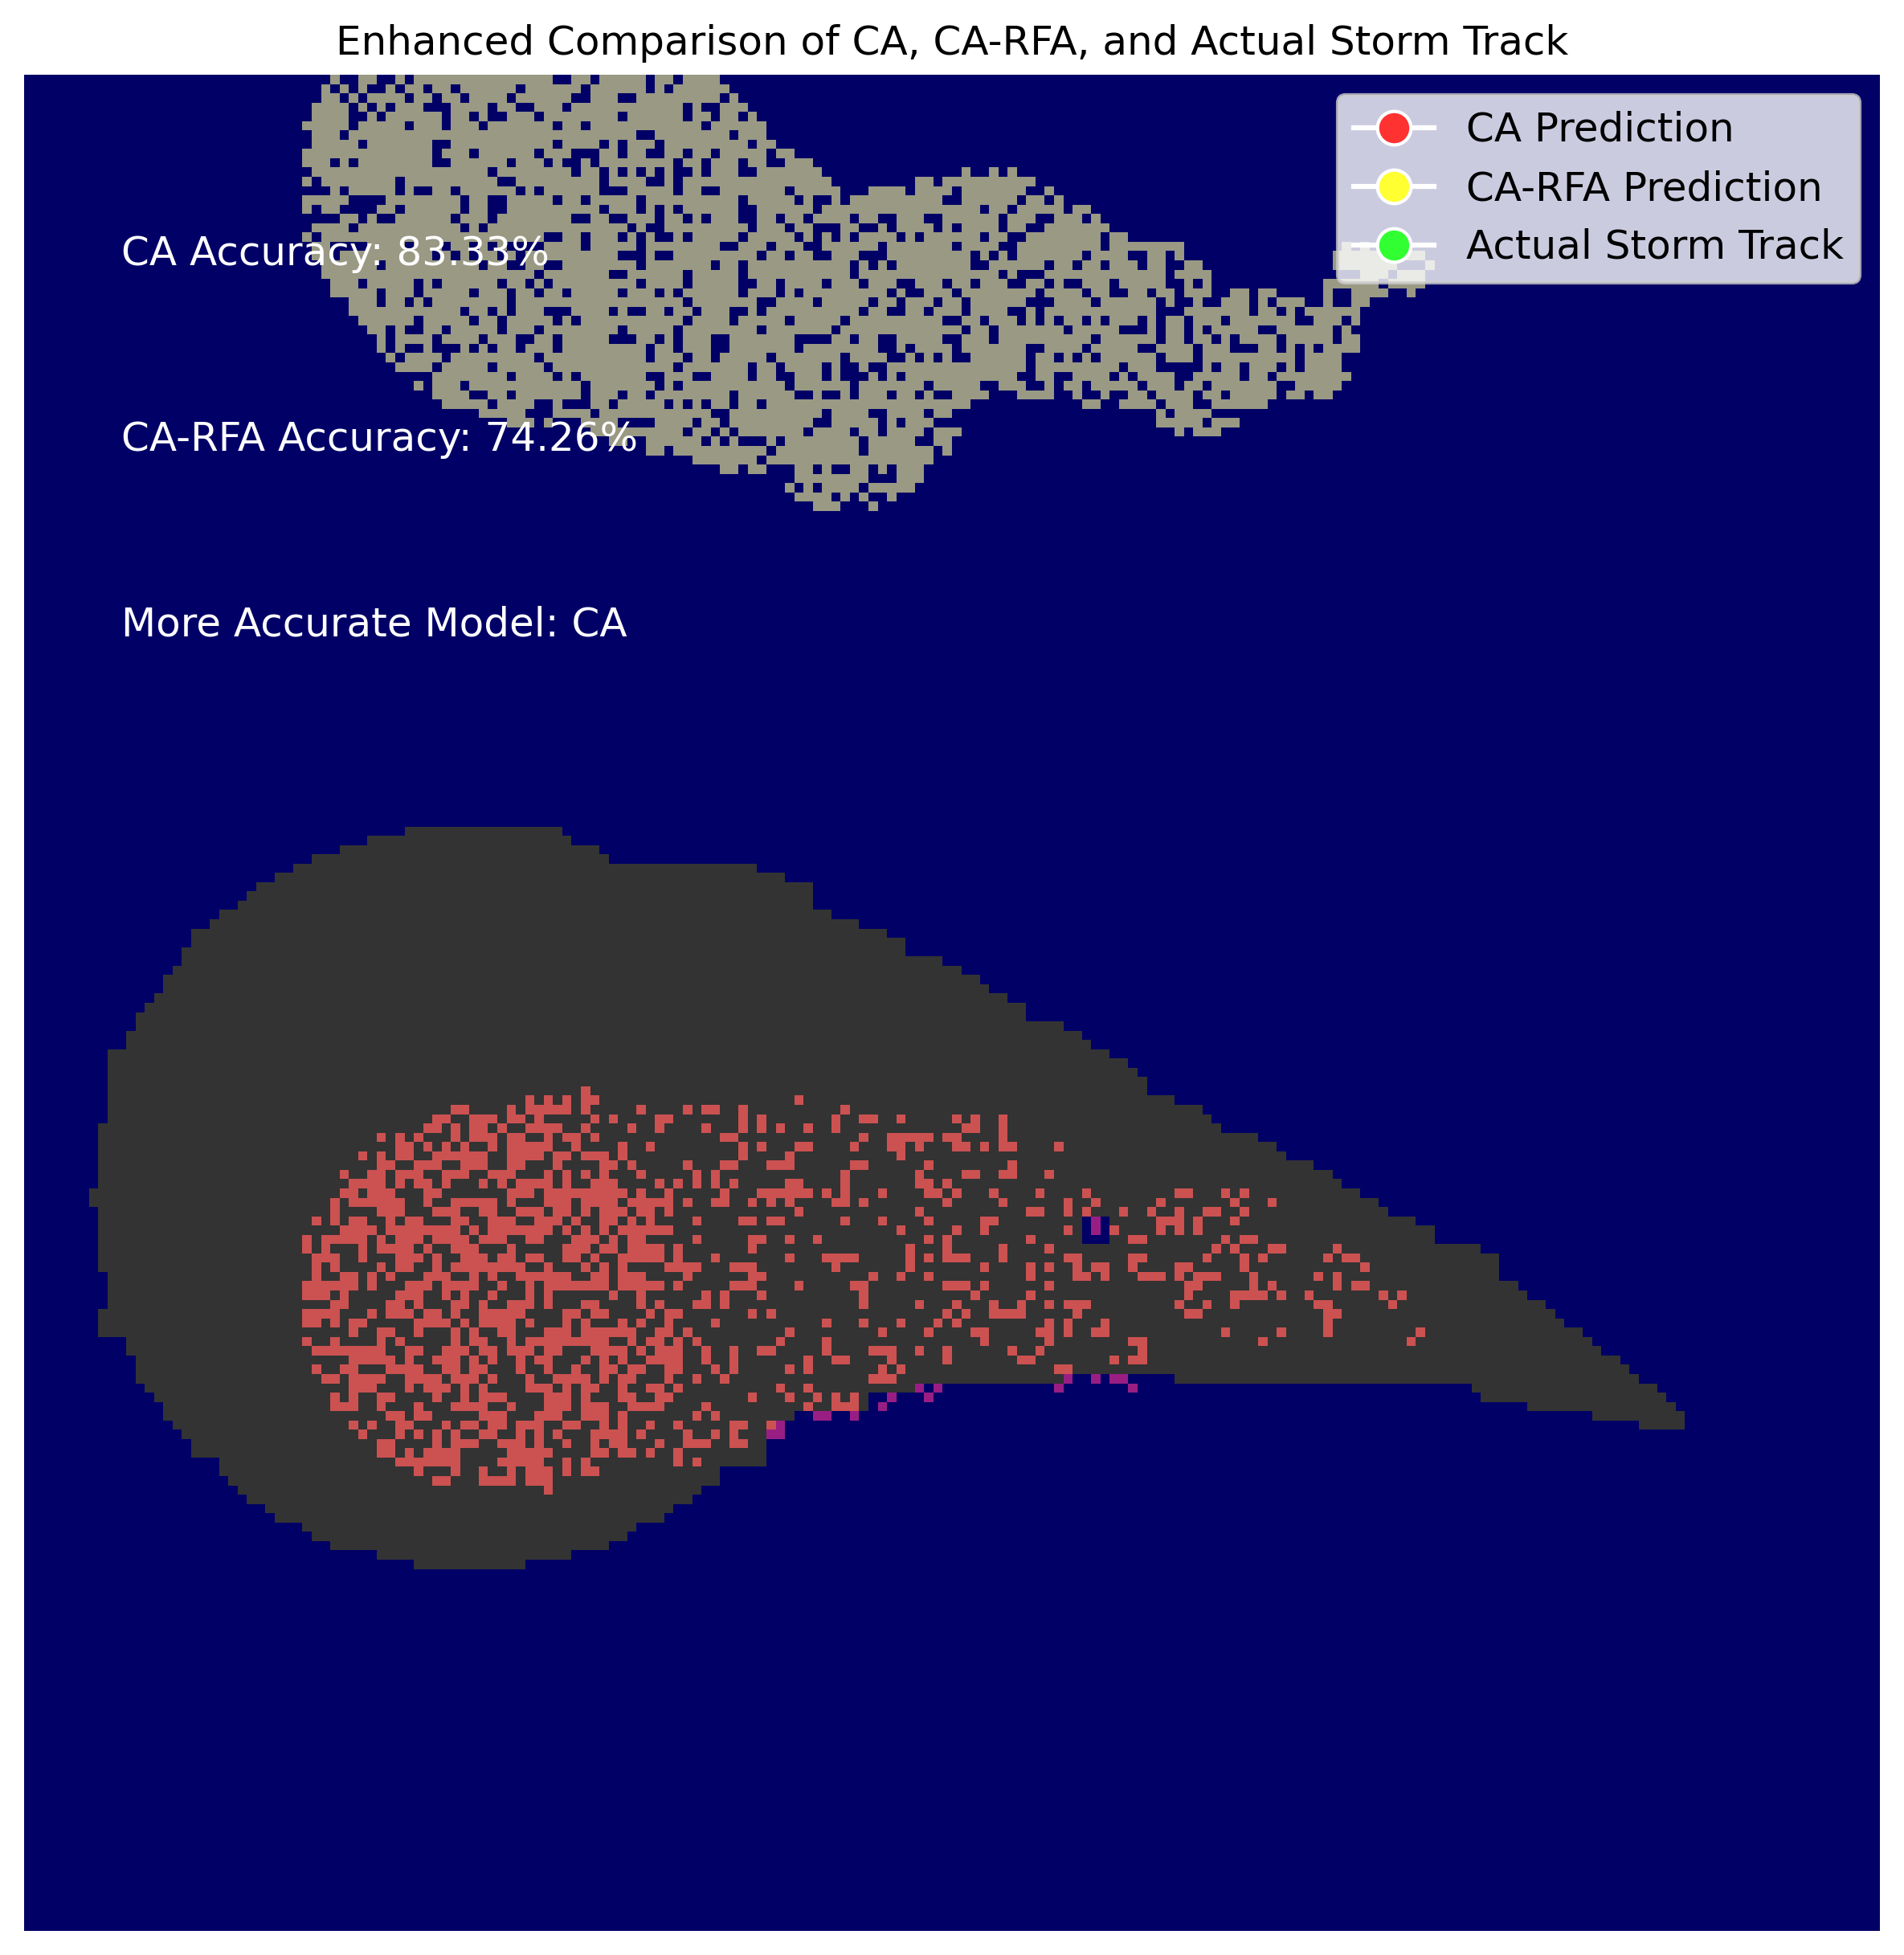 Enhanced Comparison of CA, CA-RFA, and Actual Storm Track
CA Prediction
CA-RFA Prediction
Actual Storm Track
CA Accuracy: 83.33%
CA-RFA Accuracy: 74.26%
More Accurate Model: CA